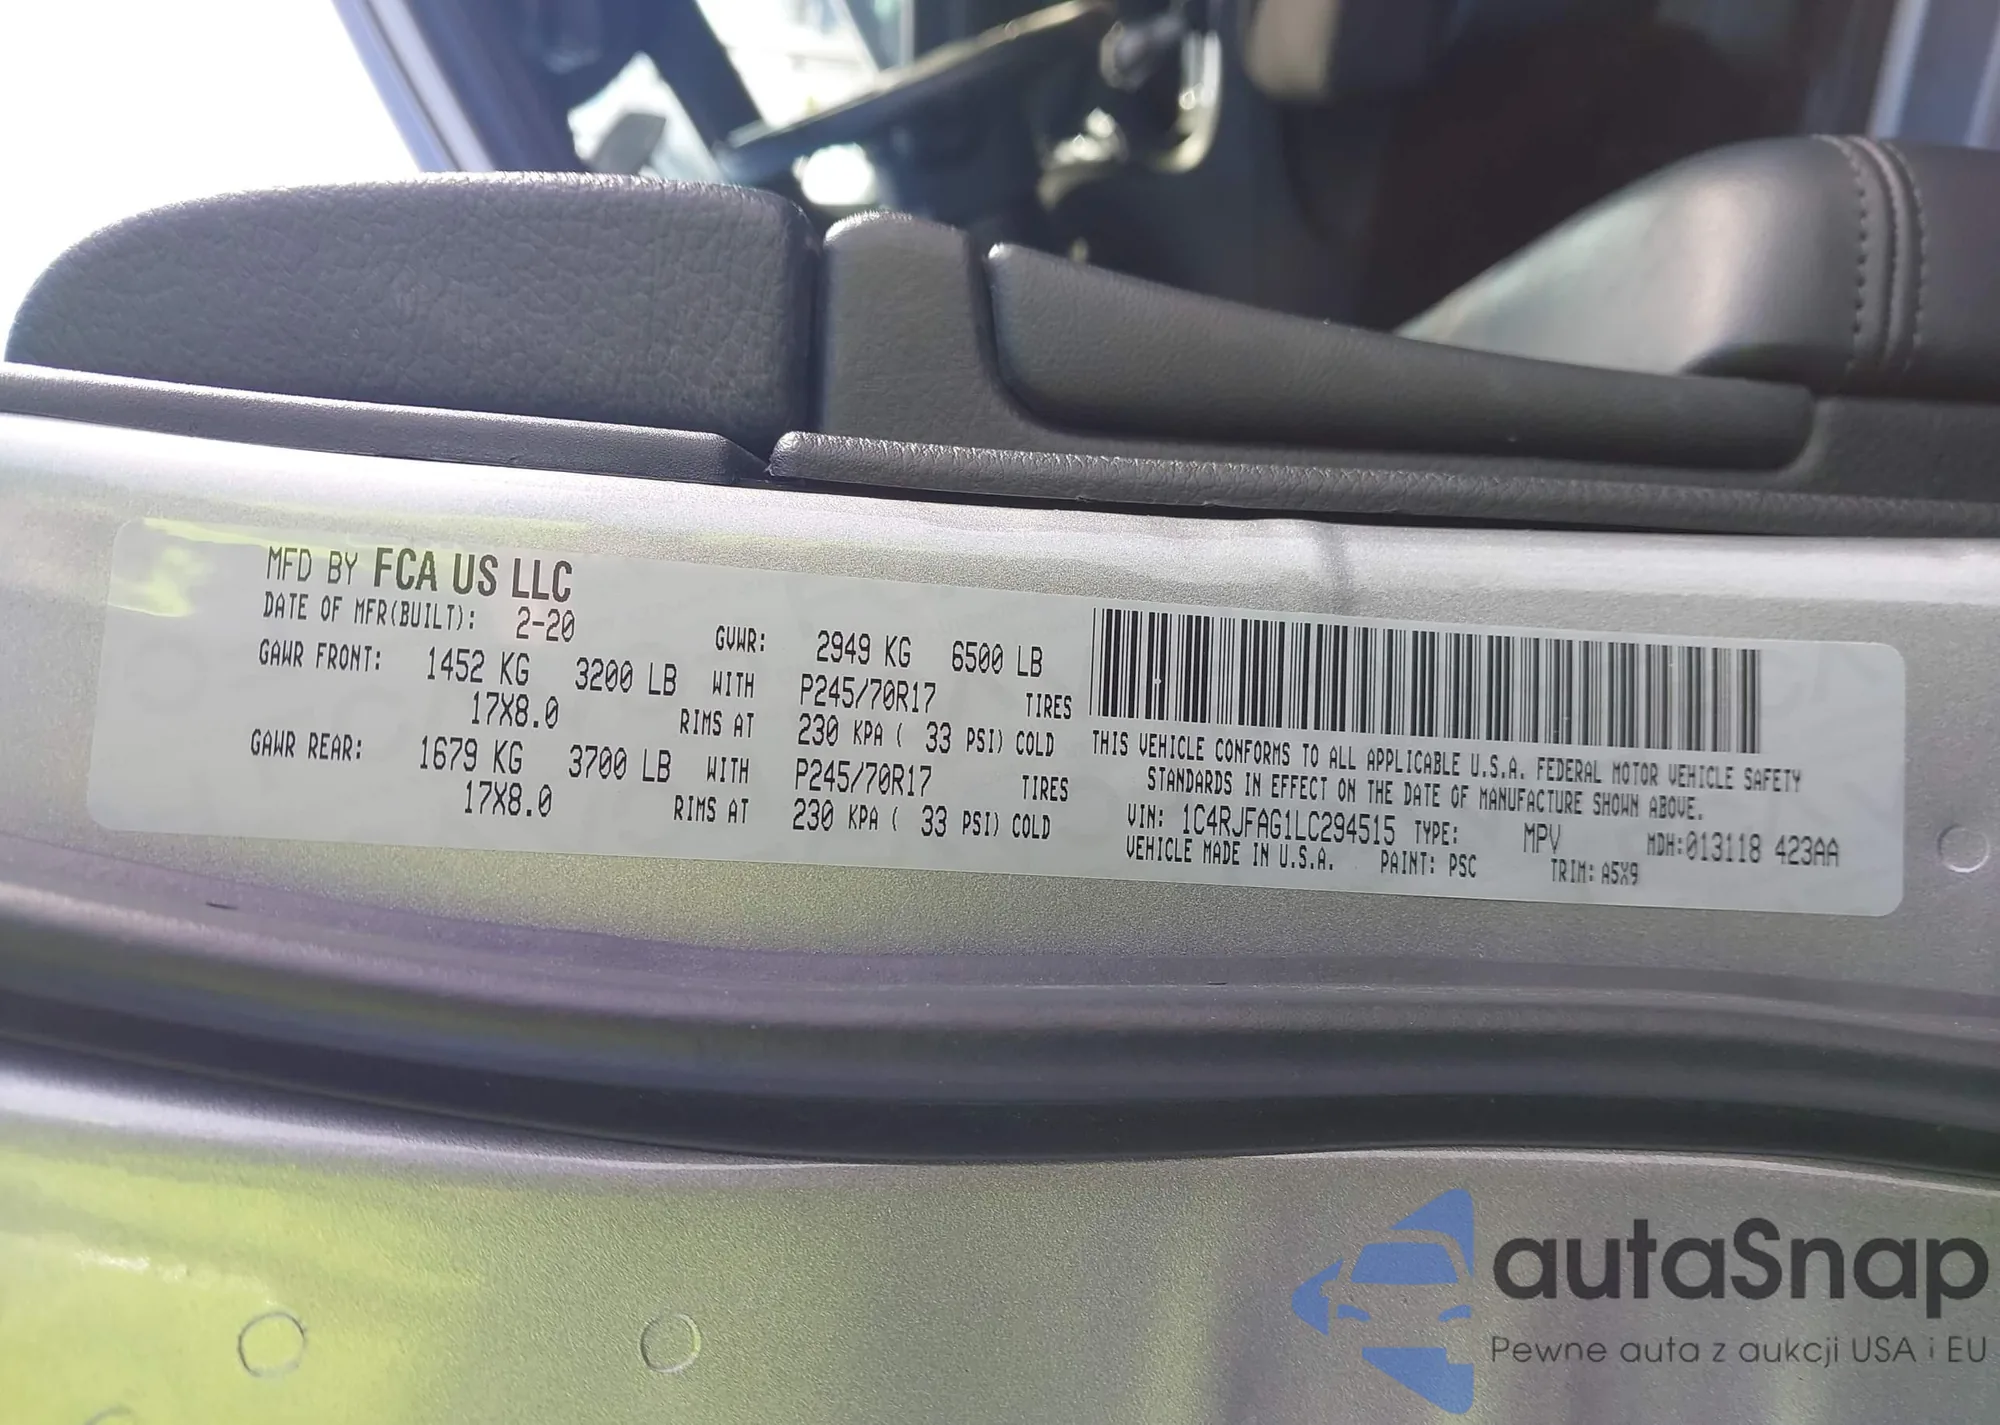 MFD BY FCA US LLC
DATE OF MFR(BUILT): 2-20 GVWR: 2949 KG 6500 LB
GAWR FRONT: 1452 KG 3200 LB WITH P245/70R17 TIRES
17X8.0 RIMS AT 230 KPA ( 33 PSI) COLD
GAWR REAR: 1679 KG 3700 LB WITH P245/70R17 TIRES
17X8.0 RIMS AT 230 KPA ( 33 PSI) COLD
THIS VEHICLE CONFORMS TO ALL APPLICABLE U.S.A. FEDERAL MOTOR VEHICLE SAFETY
STANDARDS IN EFFECT ON THE DATE OF MANUFACTURE SHOWN ABOVE.
VIN: 1C4RJFAG1LC294515 TYPE: MPV MDH:013118 423AA
VEHICLE MADE IN U.S.A. PAINT: PSC TRIM: A5X9
autaSnap
Pewne auta z aukcji USA i EU